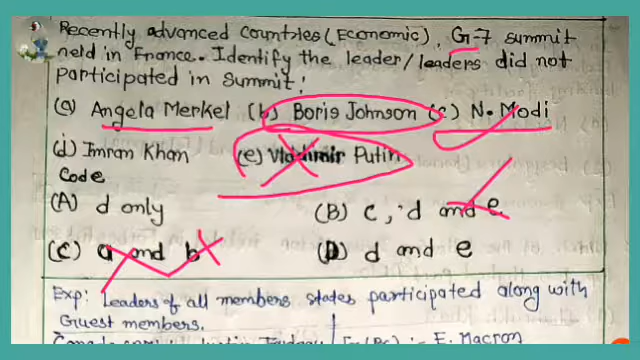 Recently advanced countries (Economic), G-7 summit
held in France. Identify the leader/leaders did not
participated in Summit:
(a) Angela Merkel (b) Boris Johnson (c) N. Modi
(d) Imran Khan (e) Vladimir Putin
Code
(A) d only (B) c, d and e
(C) a and b (D) d and e
Exp: Leaders of all members states participated along with
Guest members.
E. Macron